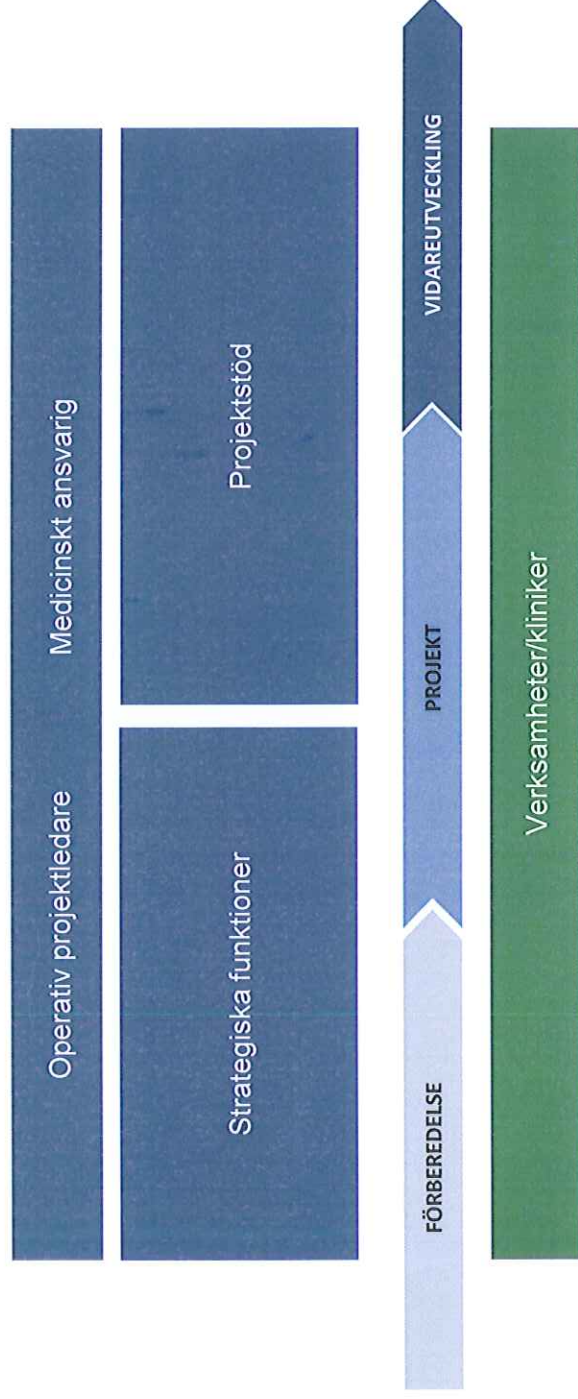 Operativ projektledare
Medicinskt ansvarig
Strategiska funktioner
Projektstöd
FÖRBEREDELSE
PROJEKT
VIDAREUTVECKLING
Verksamheter/kliniker